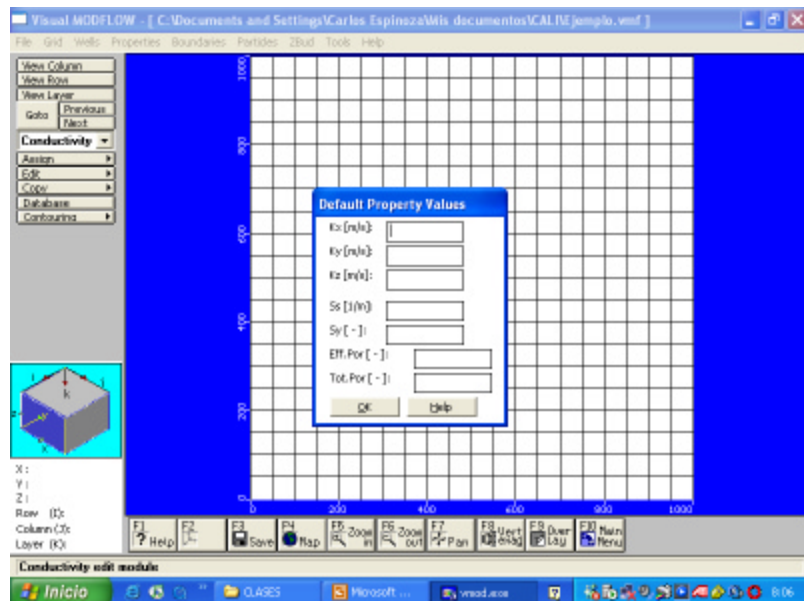 Visual MODFLOW - [ C:\Documents and Settings\Carlos Espinoza\Mis documentos\CALI\Ejemplo.vmf ]
File Grid Wells Properties Boundaries Particles ZBud Tools Help
View Column
View Row
View Layer
Goto
Previous
Next
Conductivity
Assign
Edit
Copy
Database
Contouring
1000
800
600
400
200
0
Default Property Values
Kx [m/s]:
Ky [m/s]:
Kz [m/s]:
Ss [1/m]:
Sy [ - ]:
Eff.Por [ - ]:
Tot.Por [ - ]:
OK Help
0 200 400 600 800 1000
k
X :
Y :
Z :
Row (I):
Column (J):
Layer (K):
F1 ? Help
F2
F3 Save
F4 Map
F5 Zoom in
F6 Zoom out
F7 Pan
F8 Vert exag
F9 Over Lay
F10 Main Menu
Conductivity edit module
Inicio
CLASES
Microsoft ...
vmod.exe
8:06